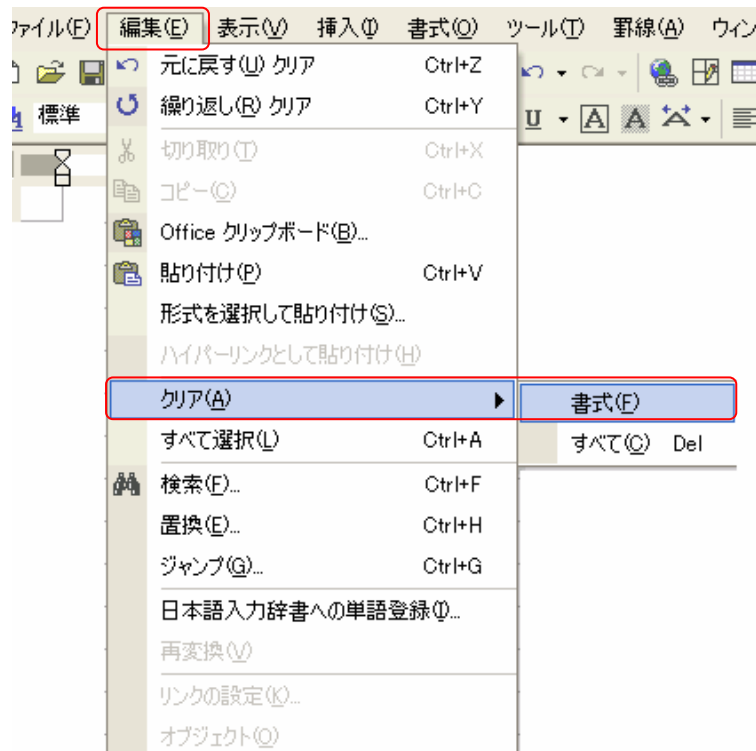 ファイル(F) 編集(E) 表示(V) 挿入(I) 書式(O) ツール(T) 罫線(A) ウィン
標準
元に戻す(U) クリア Ctrl+Z
繰り返し(R) クリア Ctrl+Y
切り取り(T) Ctrl+X
コピー(C) Ctrl+C
Office クリップボード(B)...
貼り付け(P) Ctrl+V
形式を選択して貼り付け(S)...
ハイパーリンクとして貼り付け(H)
クリア(A) 書式(F)
すべて選択(L) Ctrl+A すべて(C) Del
検索(F)... Ctrl+F
置換(E)... Ctrl+H
ジャンプ(G)... Ctrl+G
日本語入力辞書への単語登録(I)...
再変換(V)
リンクの設定(K)...
オブジェクト(O)